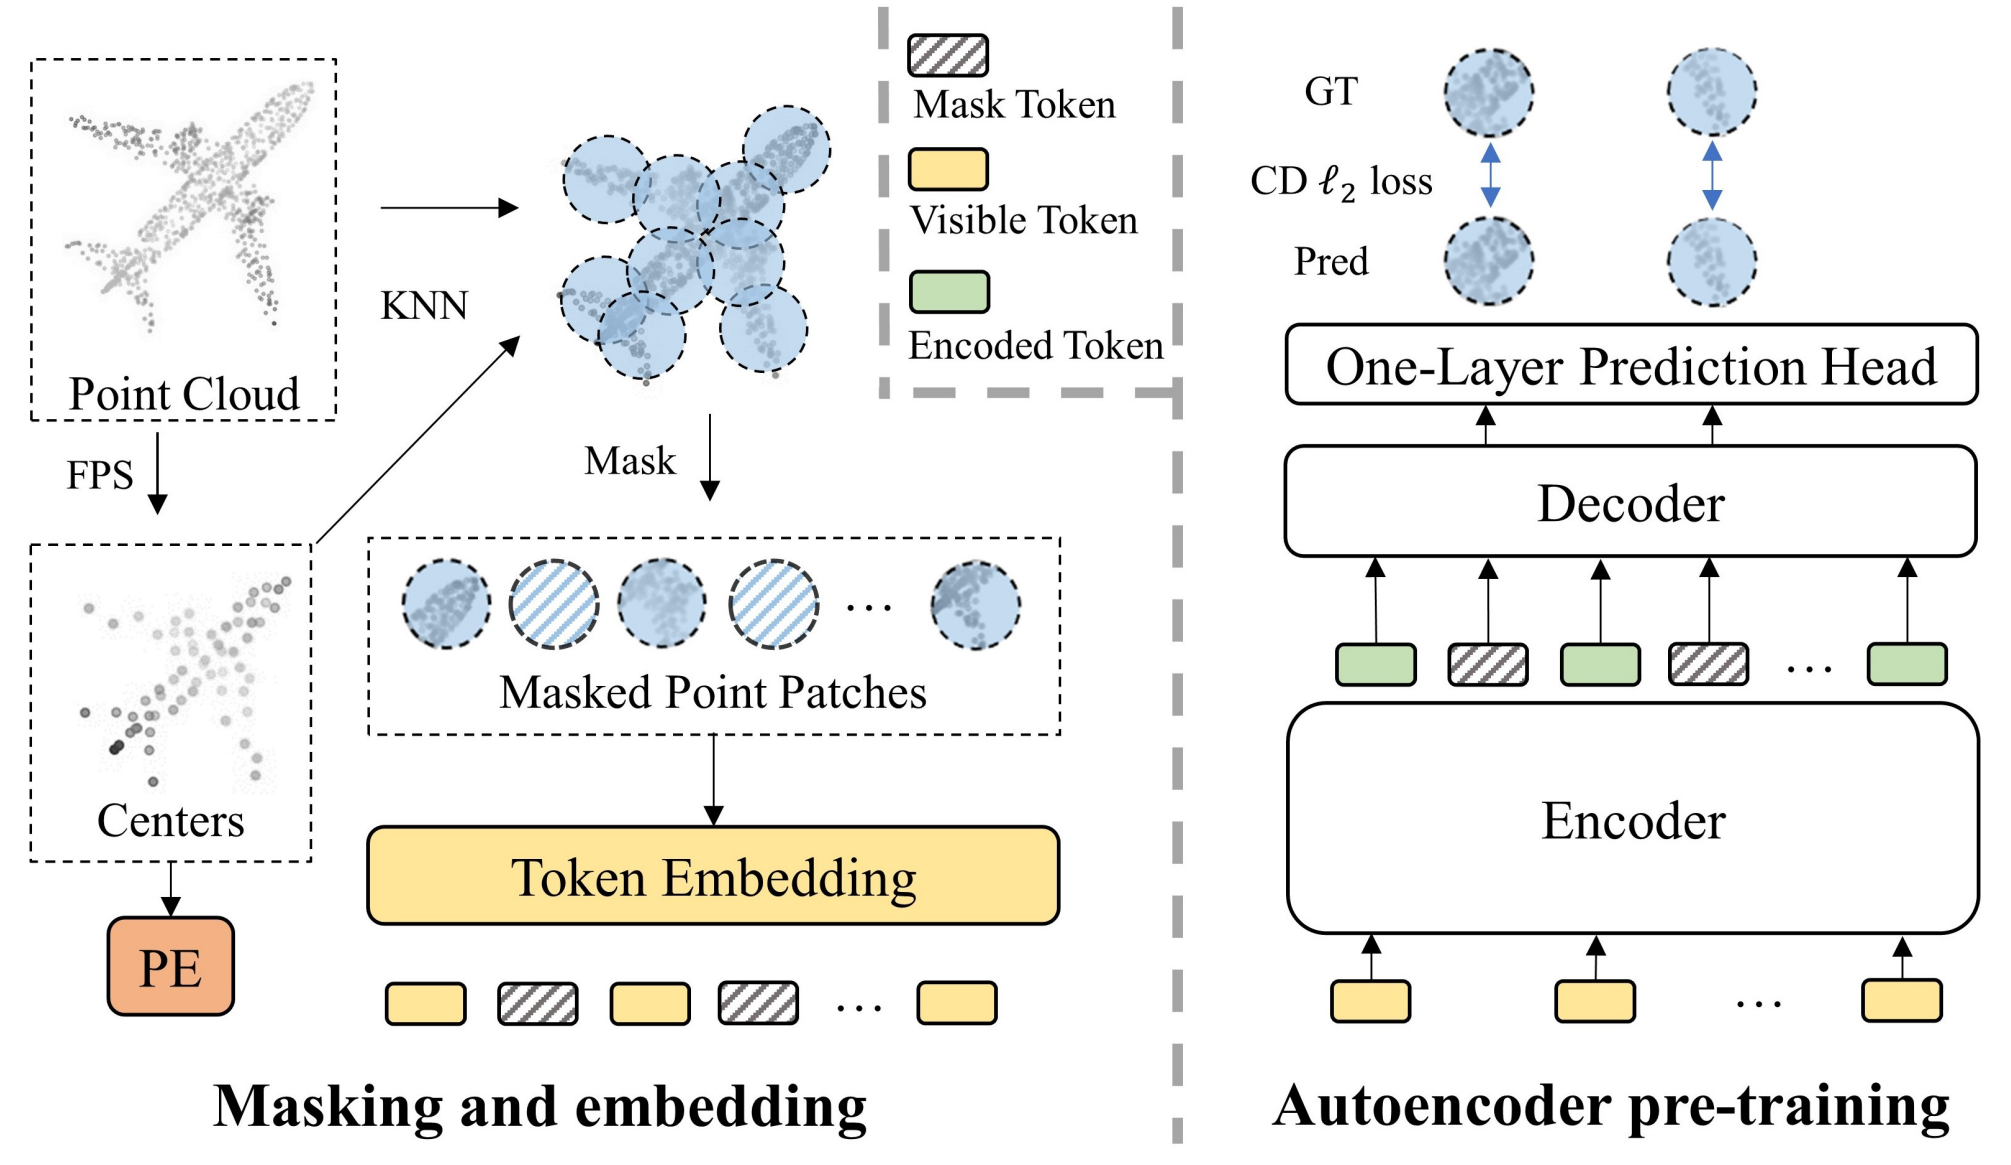 Point Cloud
FPS
Centers
PE
KNN
Mask
Masked Point Patches
...
Token Embedding
...
Masking and embedding
Mask Token
Visible Token
Encoded Token
GT
CD ℓ₂ loss
Pred
One-Layer Prediction Head
Decoder
...
Encoder
...
Autoencoder pre-training